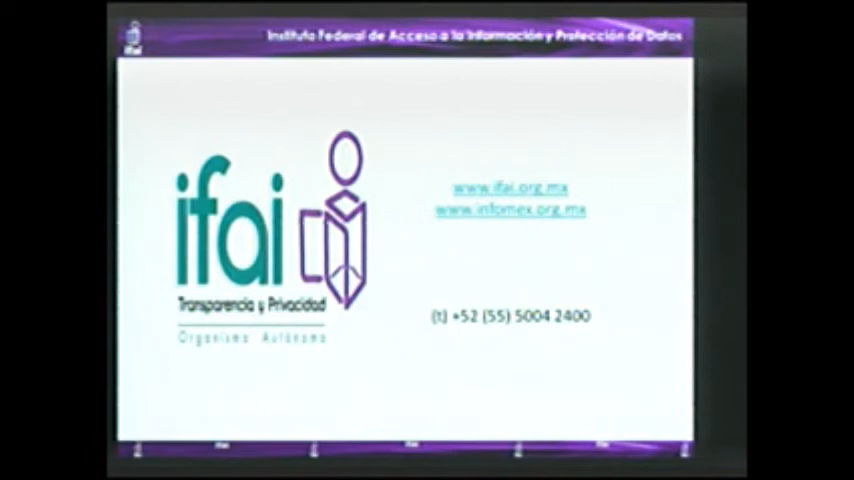 ifai
Instituto Federal de Acceso a la Información y Protección de Datos
ifai
Transparencia y Privacidad
Organismo Autónomo
www.ifai.org.mx
www.infomex.org.mx
(t) +52 (55) 5004 2400